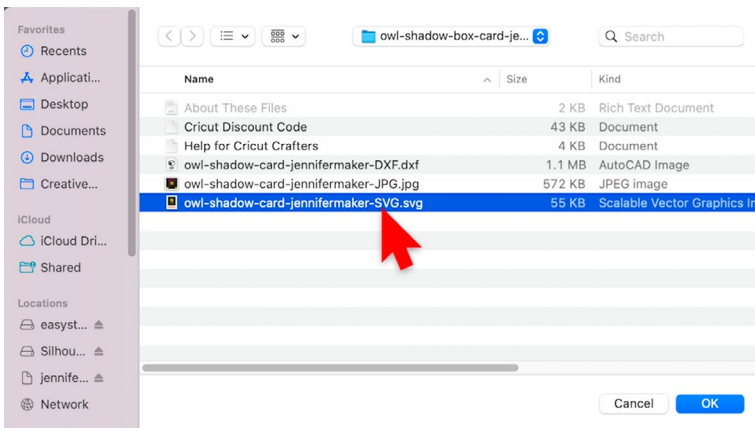 Favorites
Recents
Applicati...
Desktop
Documents
Downloads
Creative...
iCloud
iCloud Dri...
Shared
Locations
easyst...
Silhou...
jennife...
Network
owl-shadow-box-card-je...
Search
Name Size Kind
About These Files 2 KB Rich Text Document
Cricut Discount Code 43 KB Document
Help for Cricut Crafters 4 KB Document
owl-shadow-card-jennifermaker-DXF.dxf 1.1 MB AutoCAD Image
owl-shadow-card-jennifermaker-JPG.jpg 572 KB JPEG image
owl-shadow-card-jennifermaker-SVG.svg 55 KB Scalable Vector Graphics In
Cancel OK